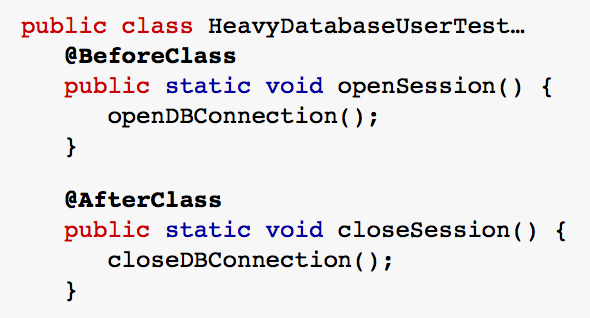 public class HeavyDatabaseUserTest…
@BeforeClass
public static void openSession() {
openDBConnection();
}
@AfterClass
public static void closeSession() {
closeDBConnection();
}